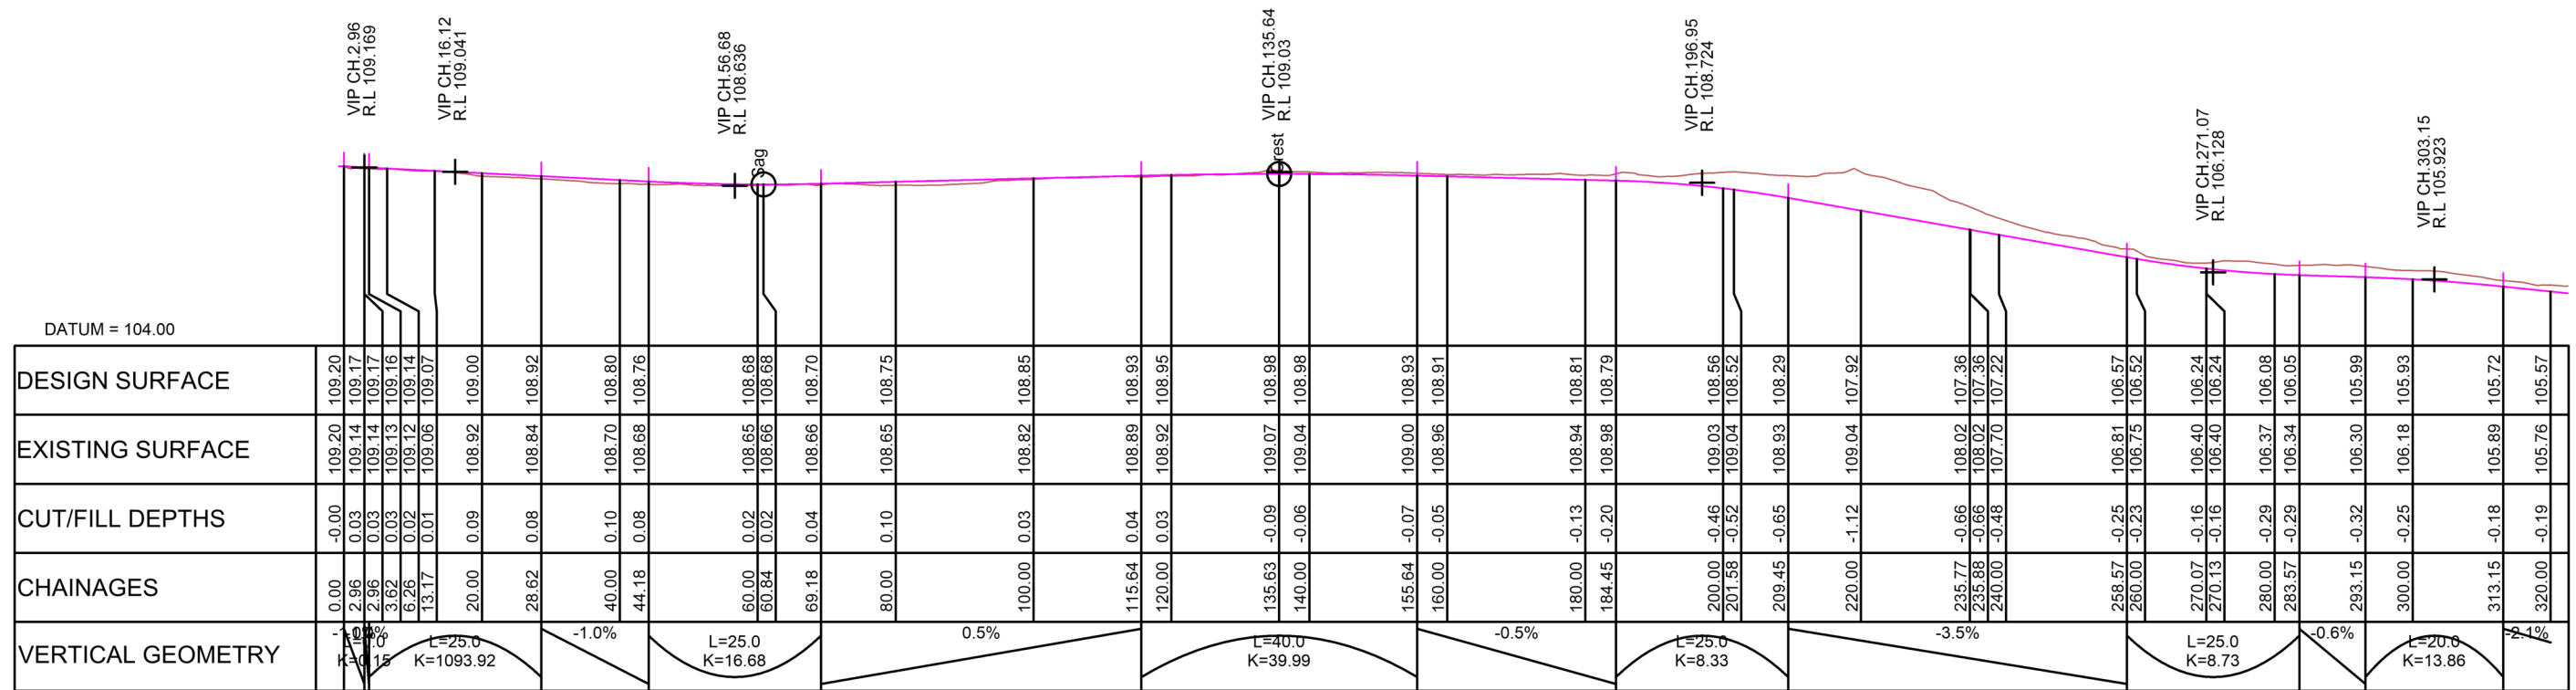 VIP CH.2.96
R.L 109.169
VIP CH.16.12
R.L 109.041
VIP CH.56.68
R.L 108.636
Sag
VIP CH.135.64
R.L 109.03
Crest
VIP CH.196.95
R.L 108.724
VIP CH.271.07
R.L 106.128
VIP CH.303.15
R.L 105.923
DATUM = 104.00
DESIGN SURFACE 109.20 109.17 109.17 109.16 109.14 109.07 109.00 108.92 108.80 108.76 108.68 108.68 108.70 108.75 108.85 108.93 108.95 108.98 108.98 108.93 108.91 108.81 108.79 108.56 108.52 108.29 107.92 107.36 107.36 107.22 106.57 106.52 106.24 106.24 106.08 106.05 105.99 105.93 105.72 105.57
EXISTING SURFACE 109.20 109.14 109.14 109.13 109.12 109.06 108.92 108.84 108.70 108.68 108.65 108.66 108.66 108.65 108.82 108.89 108.92 109.07 109.04 109.00 108.96 108.94 108.98 109.03 109.04 108.93 109.04 108.02 108.02 107.70 106.81 106.75 106.40 106.40 106.37 106.34 106.30 106.18 105.89 105.76
CUT/FILL DEPTHS -0.00 0.03 0.03 0.03 0.02 0.01 0.09 0.08 0.10 0.08 0.02 0.02 0.04 0.10 0.03 0.04 0.03 -0.09 -0.06 -0.07 -0.05 -0.13 -0.20 -0.46 -0.52 -0.65 -1.12 -0.66 -0.66 -0.48 -0.25 -0.23 -0.16 -0.16 -0.29 -0.29 -0.32 -0.25 -0.18 -0.19
CHAINAGES 0.00 2.96 2.96 3.62 6.26 13.17 20.00 28.62 40.00 44.18 60.00 60.84 69.18 80.00 100.00 115.64 120.00 135.63 140.00 155.64 160.00 180.00 184.45 200.00 201.58 209.45 220.00 235.77 235.88 240.00 258.57 260.00 270.07 270.13 280.00 283.57 293.15 300.00 313.15 320.00
VERTICAL GEOMETRY
L=25.0
K=1093.92
-1.0%
L=25.0
K=16.68
0.5%
L=40.0
K=39.99
-0.5%
L=25.0
K=8.33
-3.5%
L=25.0
K=8.73
-0.6%
L=20.0
K=13.86
-2.1%